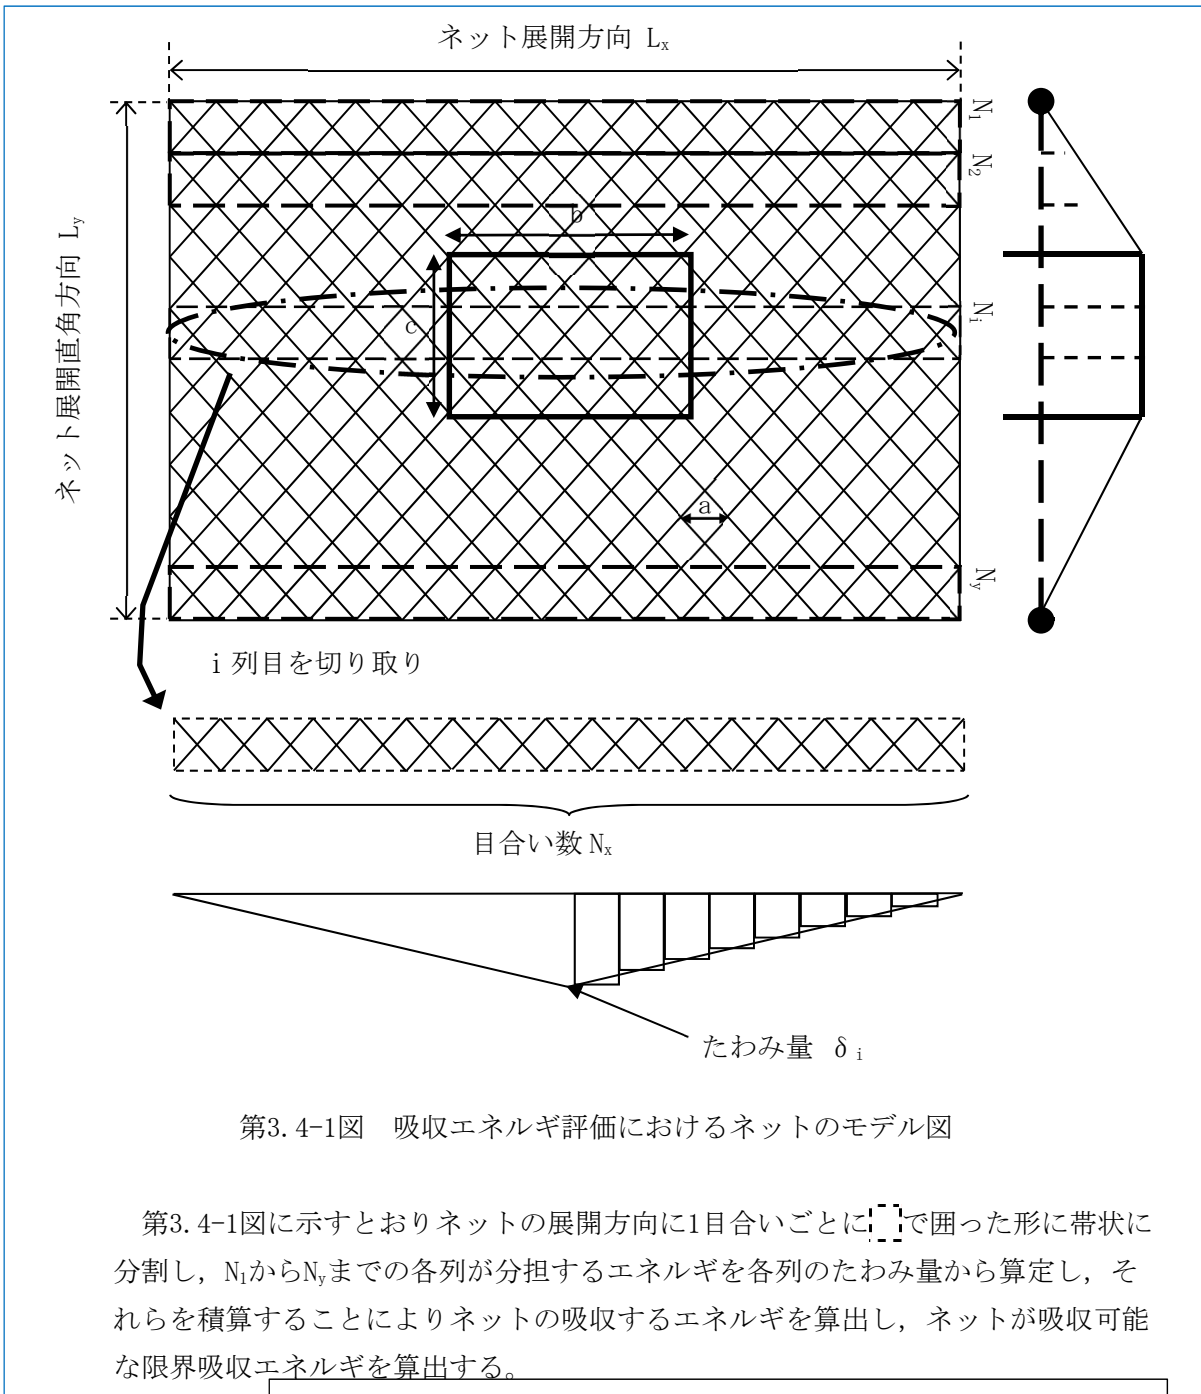 ネット展開方向 Lx
ネット展開直角方向 Ly
N1
N2
b
c
Ni
a
Ny
i 列目を切り取り
目合い数 Nx
たわみ量 δi
第3.4-1図 吸収エネルギ評価におけるネットのモデル図
第3.4-1図に示すとおりネットの展開方向に1目合いごとに で囲った形に帯状に
分割し，N1からNyまでの各列が分担するエネルギを各列のたわみ量から算定し，そ
れらを積算することによりネットの吸収するエネルギを算出し，ネットが吸収可能
な限界吸収エネルギを算出する。